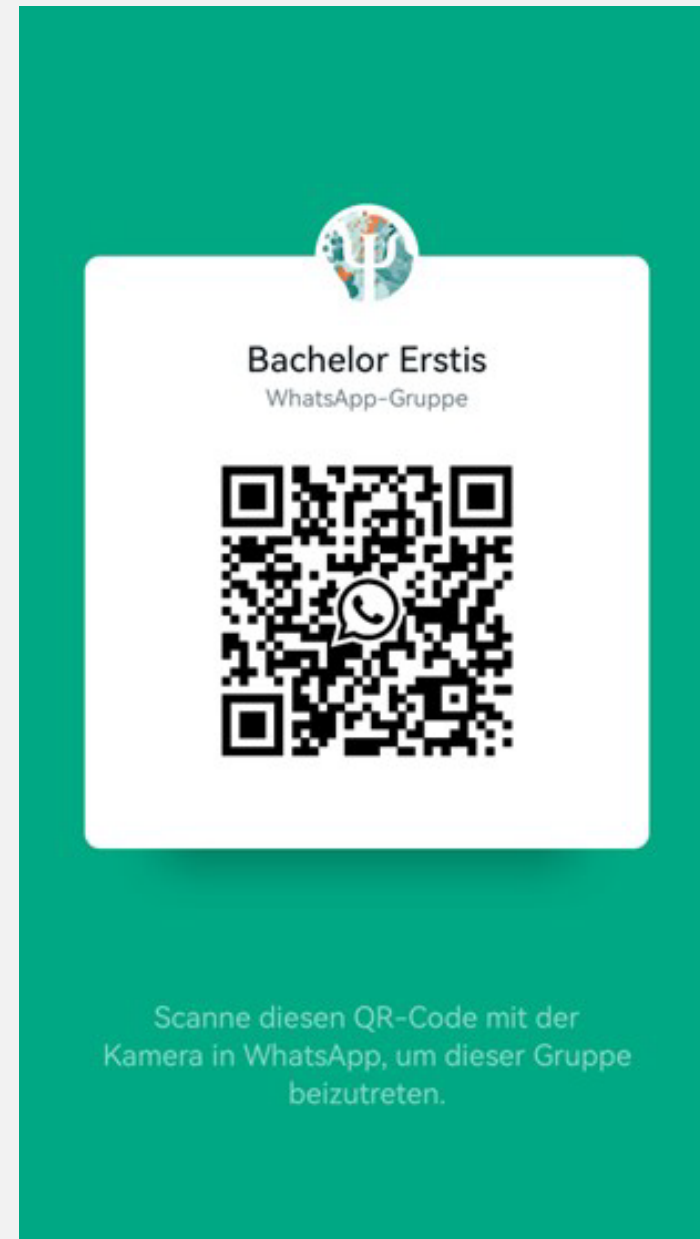 Ψ
Bachelor Erstis
WhatsApp-Gruppe
Scanne diesen QR-Code mit der
Kamera in WhatsApp, um dieser Gruppe
beizutreten.